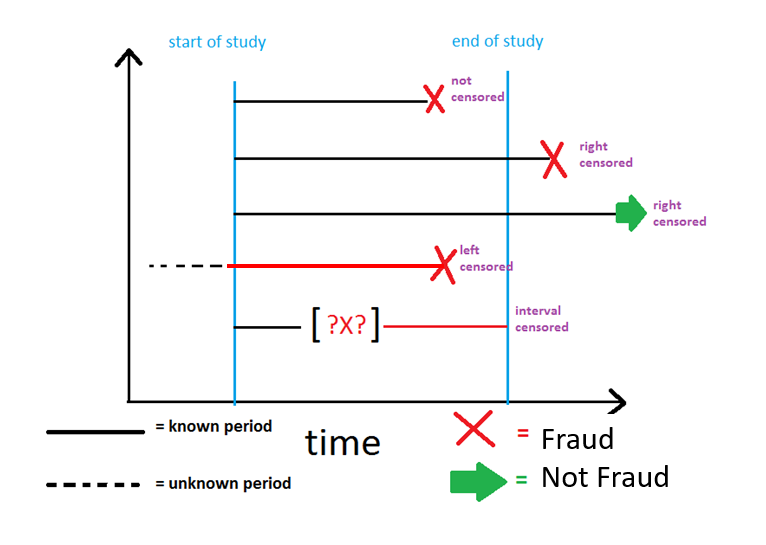 start of study
end of study
not
censored
right
censored
right
censored
left
censored
[ ?X? ]
interval
censored
= known period
time
= Fraud
= unknown period
= Not Fraud